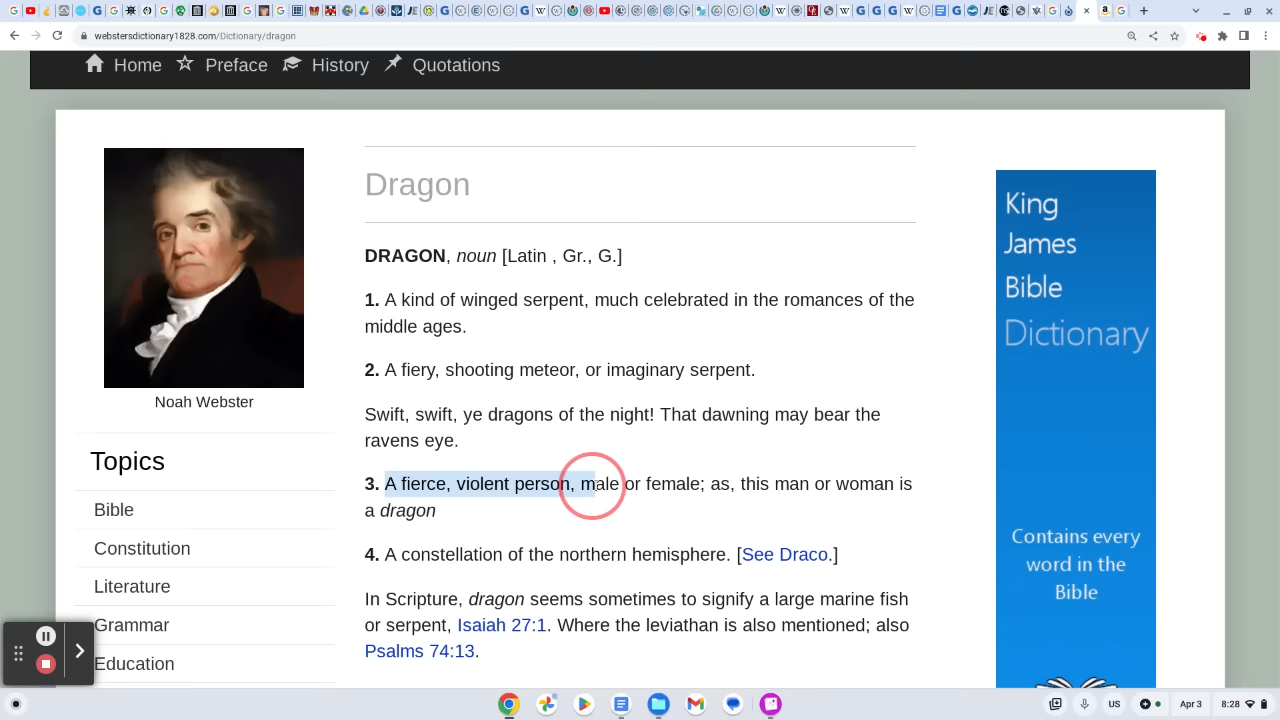 webstersdictionary1828.com/Dictionary/dragon
Home Preface History Quotations
Dragon
DRAGON, noun [Latin , Gr., G.]
1. A kind of winged serpent, much celebrated in the romances of the
middle ages.
2. A fiery, shooting meteor, or imaginary serpent.
Swift, swift, ye dragons of the night! That dawning may bear the
ravens eye.
3. A fierce, violent person, male or female; as, this man or woman is
a dragon
4. A constellation of the northern hemisphere. [See Draco.]
In Scripture, dragon seems sometimes to signify a large marine fish
or serpent, Isaiah 27:1. Where the leviathan is also mentioned; also
Psalms 74:13.
Noah Webster
Topics
Bible
Constitution
Literature
Grammar
Education
King
James
Bible
Dictionary
Contains every
word in the
Bible
US
Apr 3
8:28